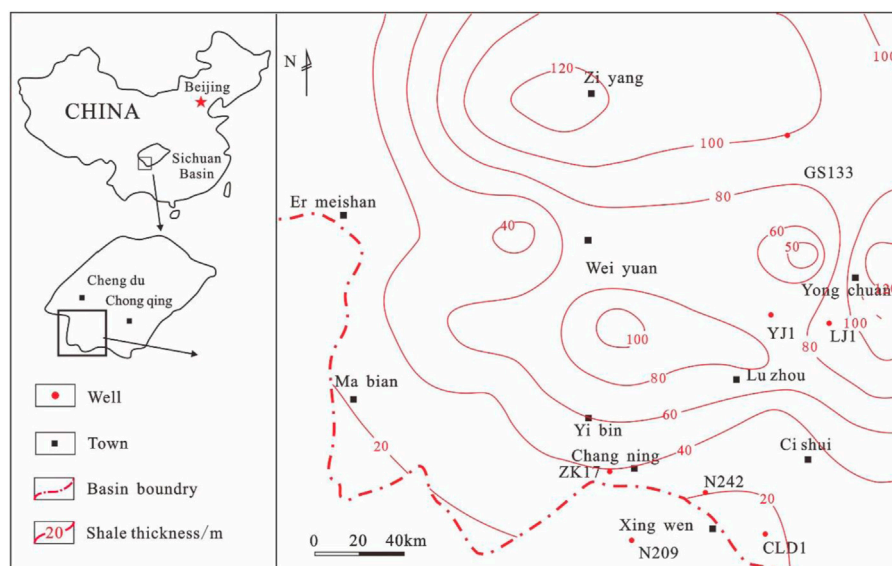 CHINA
Beijing
Sichuan
Basin
Cheng du
Chong qing
Well
Town
Basin boundry
20
Shale thickness/m
N
120
Zi yang
100
100
GS133
80
Er meishan
40
60
50
Wei yuan
Yong chuan
120
100
YJ1
LJ1
100
80
80
Lu zhou
Ma bian
60
Yi bin
20
Chang ning
40
Ci shui
ZK17
N242
20
Xing wen
0 20 40km
N209
CLD1